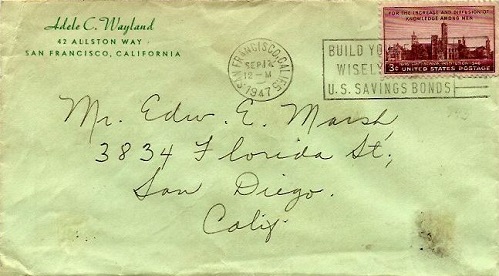 Adele C. Wayland
42 ALLSTON WAY
SAN FRANCISCO, CALIFORNIA
SAN FRANCISCO, CALIF.
SEP 12
12-M
1947
BUILD YO
WISELY
U.S. SAVINGS BONDS
FOR THE INCREASE AND DIFFUSION OF
KNOWLEDGE AMONG MEN
3¢ UNITED STATES POSTAGE
Mr. Edw. E. Marsh
3834 Florida St,
San Diego.
Calif.